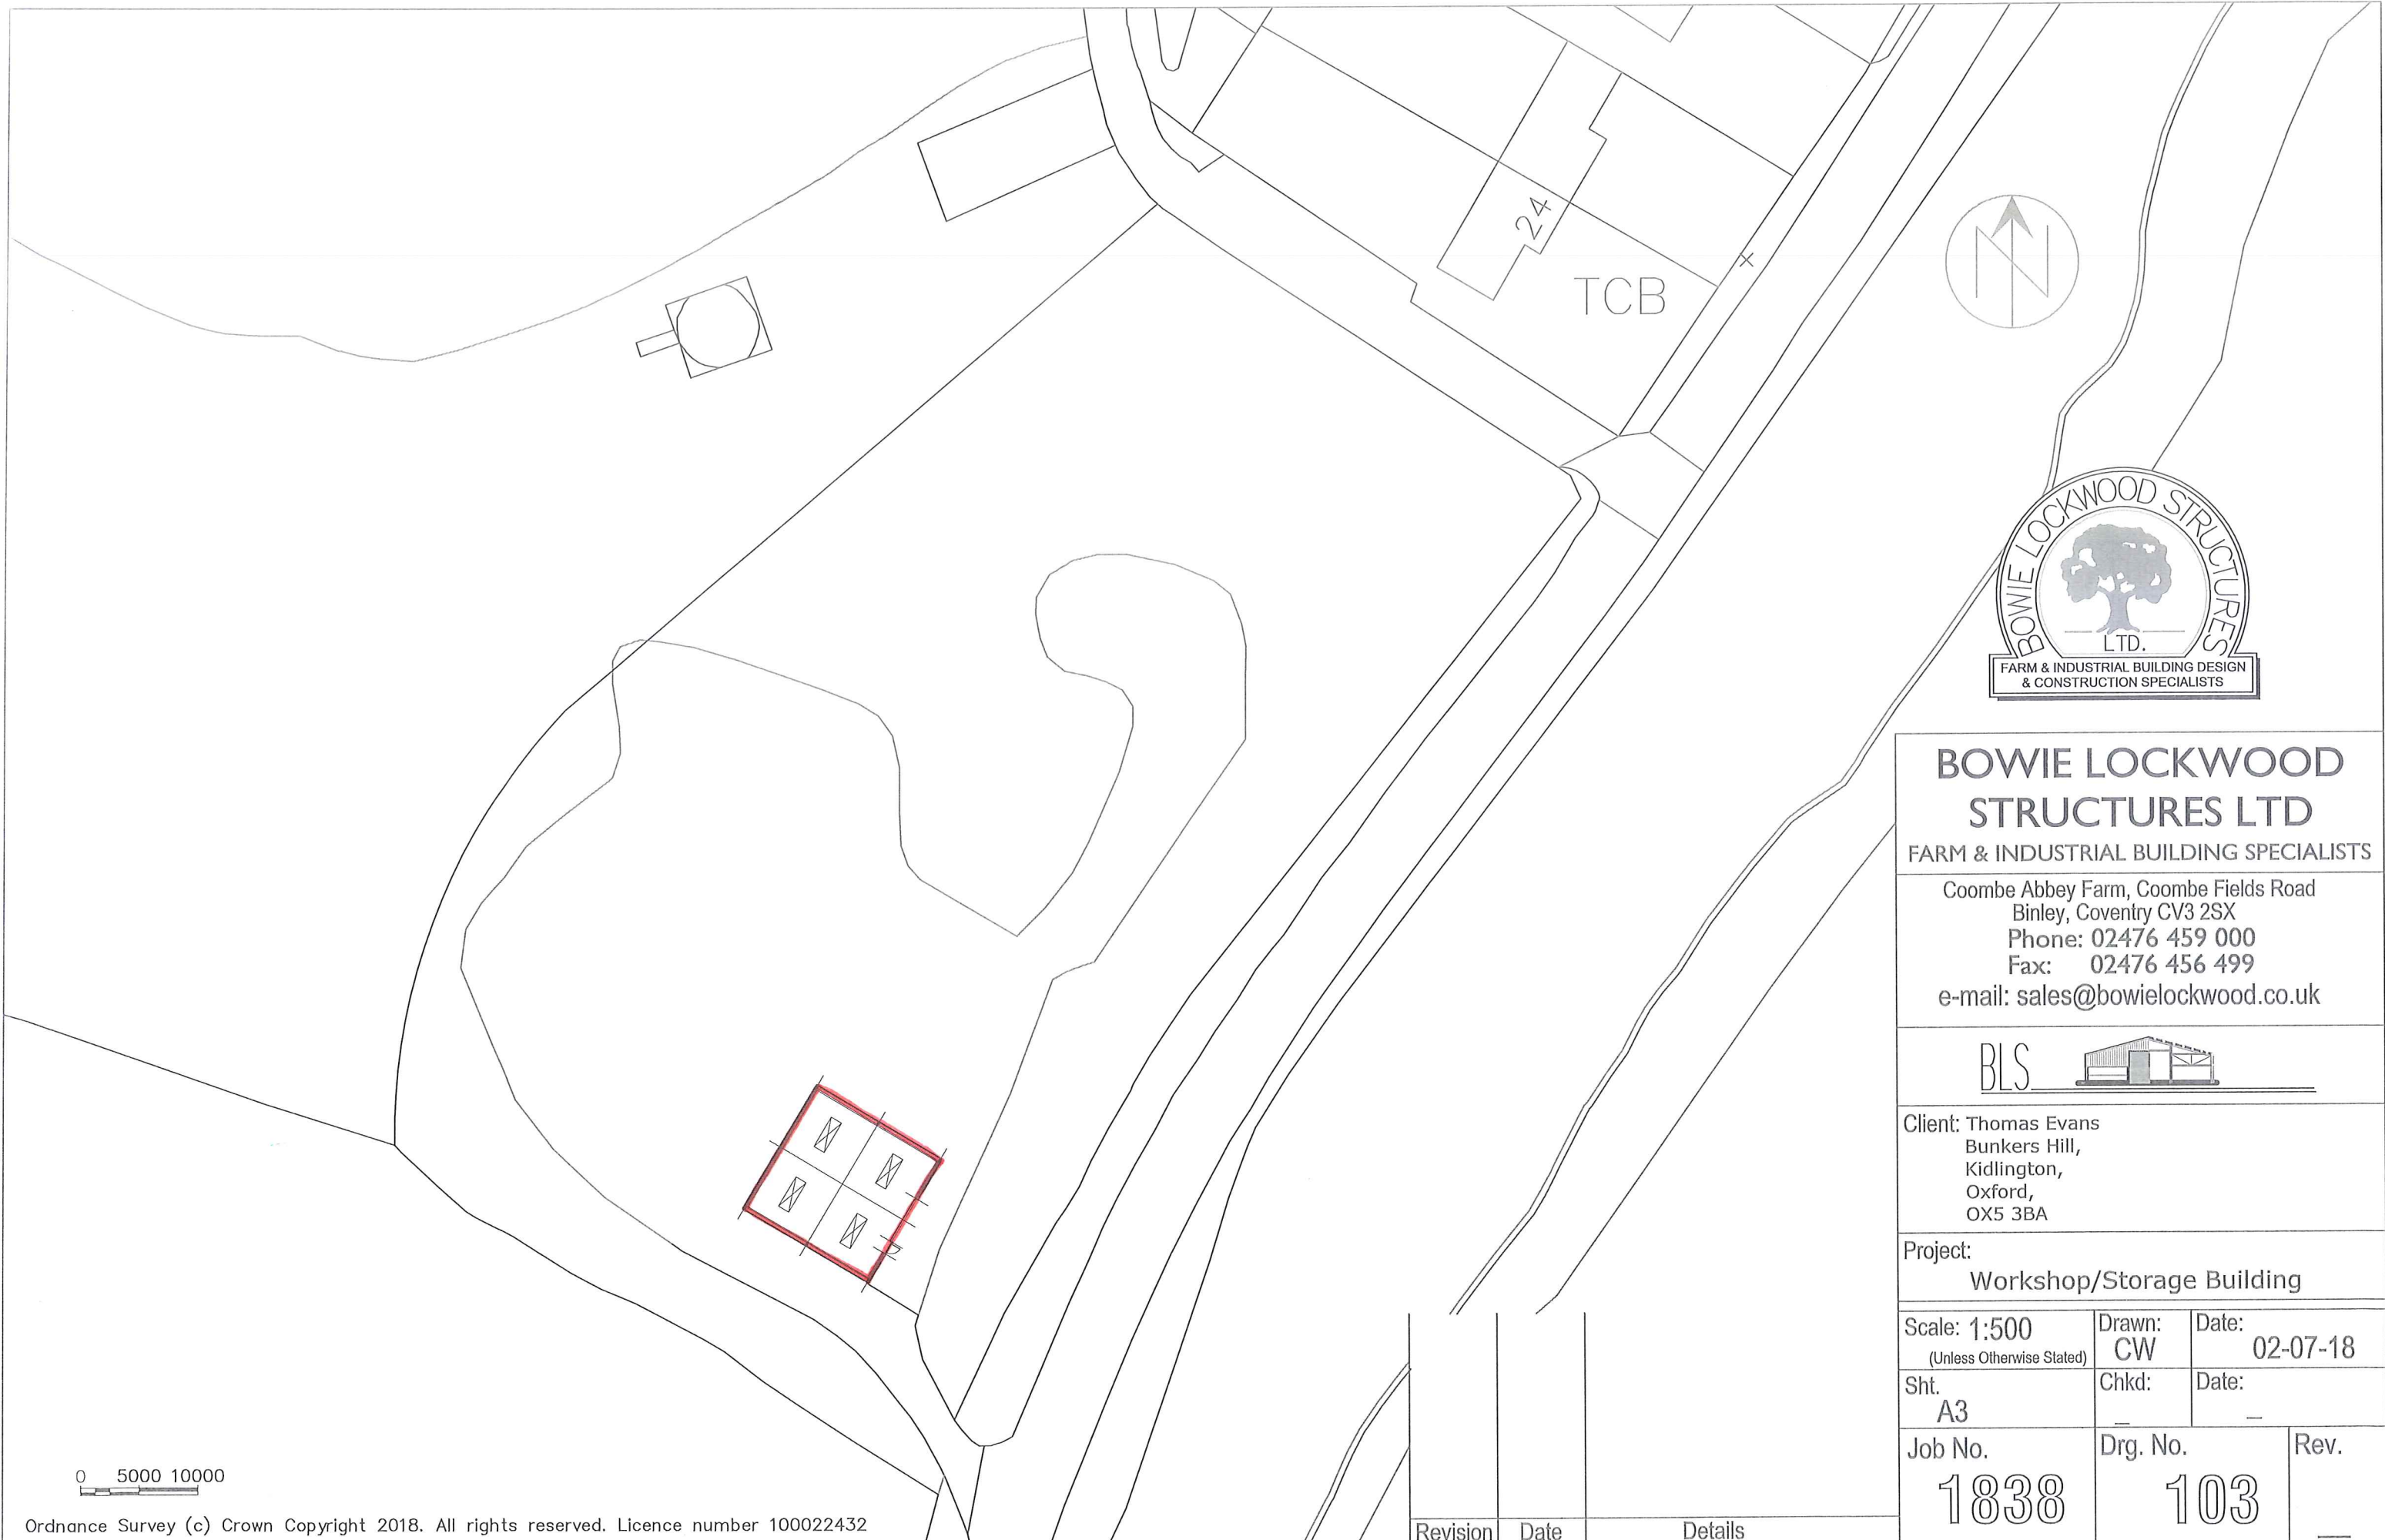 24
TCB
N
BOWIE LOCKWOOD STRUCTURES
LTD.
FARM & INDUSTRIAL BUILDING DESIGN
& CONSTRUCTION SPECIALISTS
BOWIE LOCKWOOD
STRUCTURES LTD
FARM & INDUSTRIAL BUILDING SPECIALISTS
Coombe Abbey Farm, Coombe Fields Road
Binley, Coventry CV3 2SX
Phone: 02476 459 000
Fax: 02476 456 499
e-mail: sales@bowielockwood.co.uk
BLS
Client: Thomas Evans
Bunkers Hill,
Kidlington,
Oxford,
OX5 3BA
Project:
Workshop/Storage Building
Scale: 1:500
(Unless Otherwise Stated)
Drawn:
CW
Date:
02-07-18
Sht.
A3
Chkd:
_
Date:
_
Job No.
1838
Drg. No.
103
Rev.
_
Revision Date Details
0 5000 10000
Ordnance Survey (c) Crown Copyright 2018. All rights reserved. Licence number 100022432